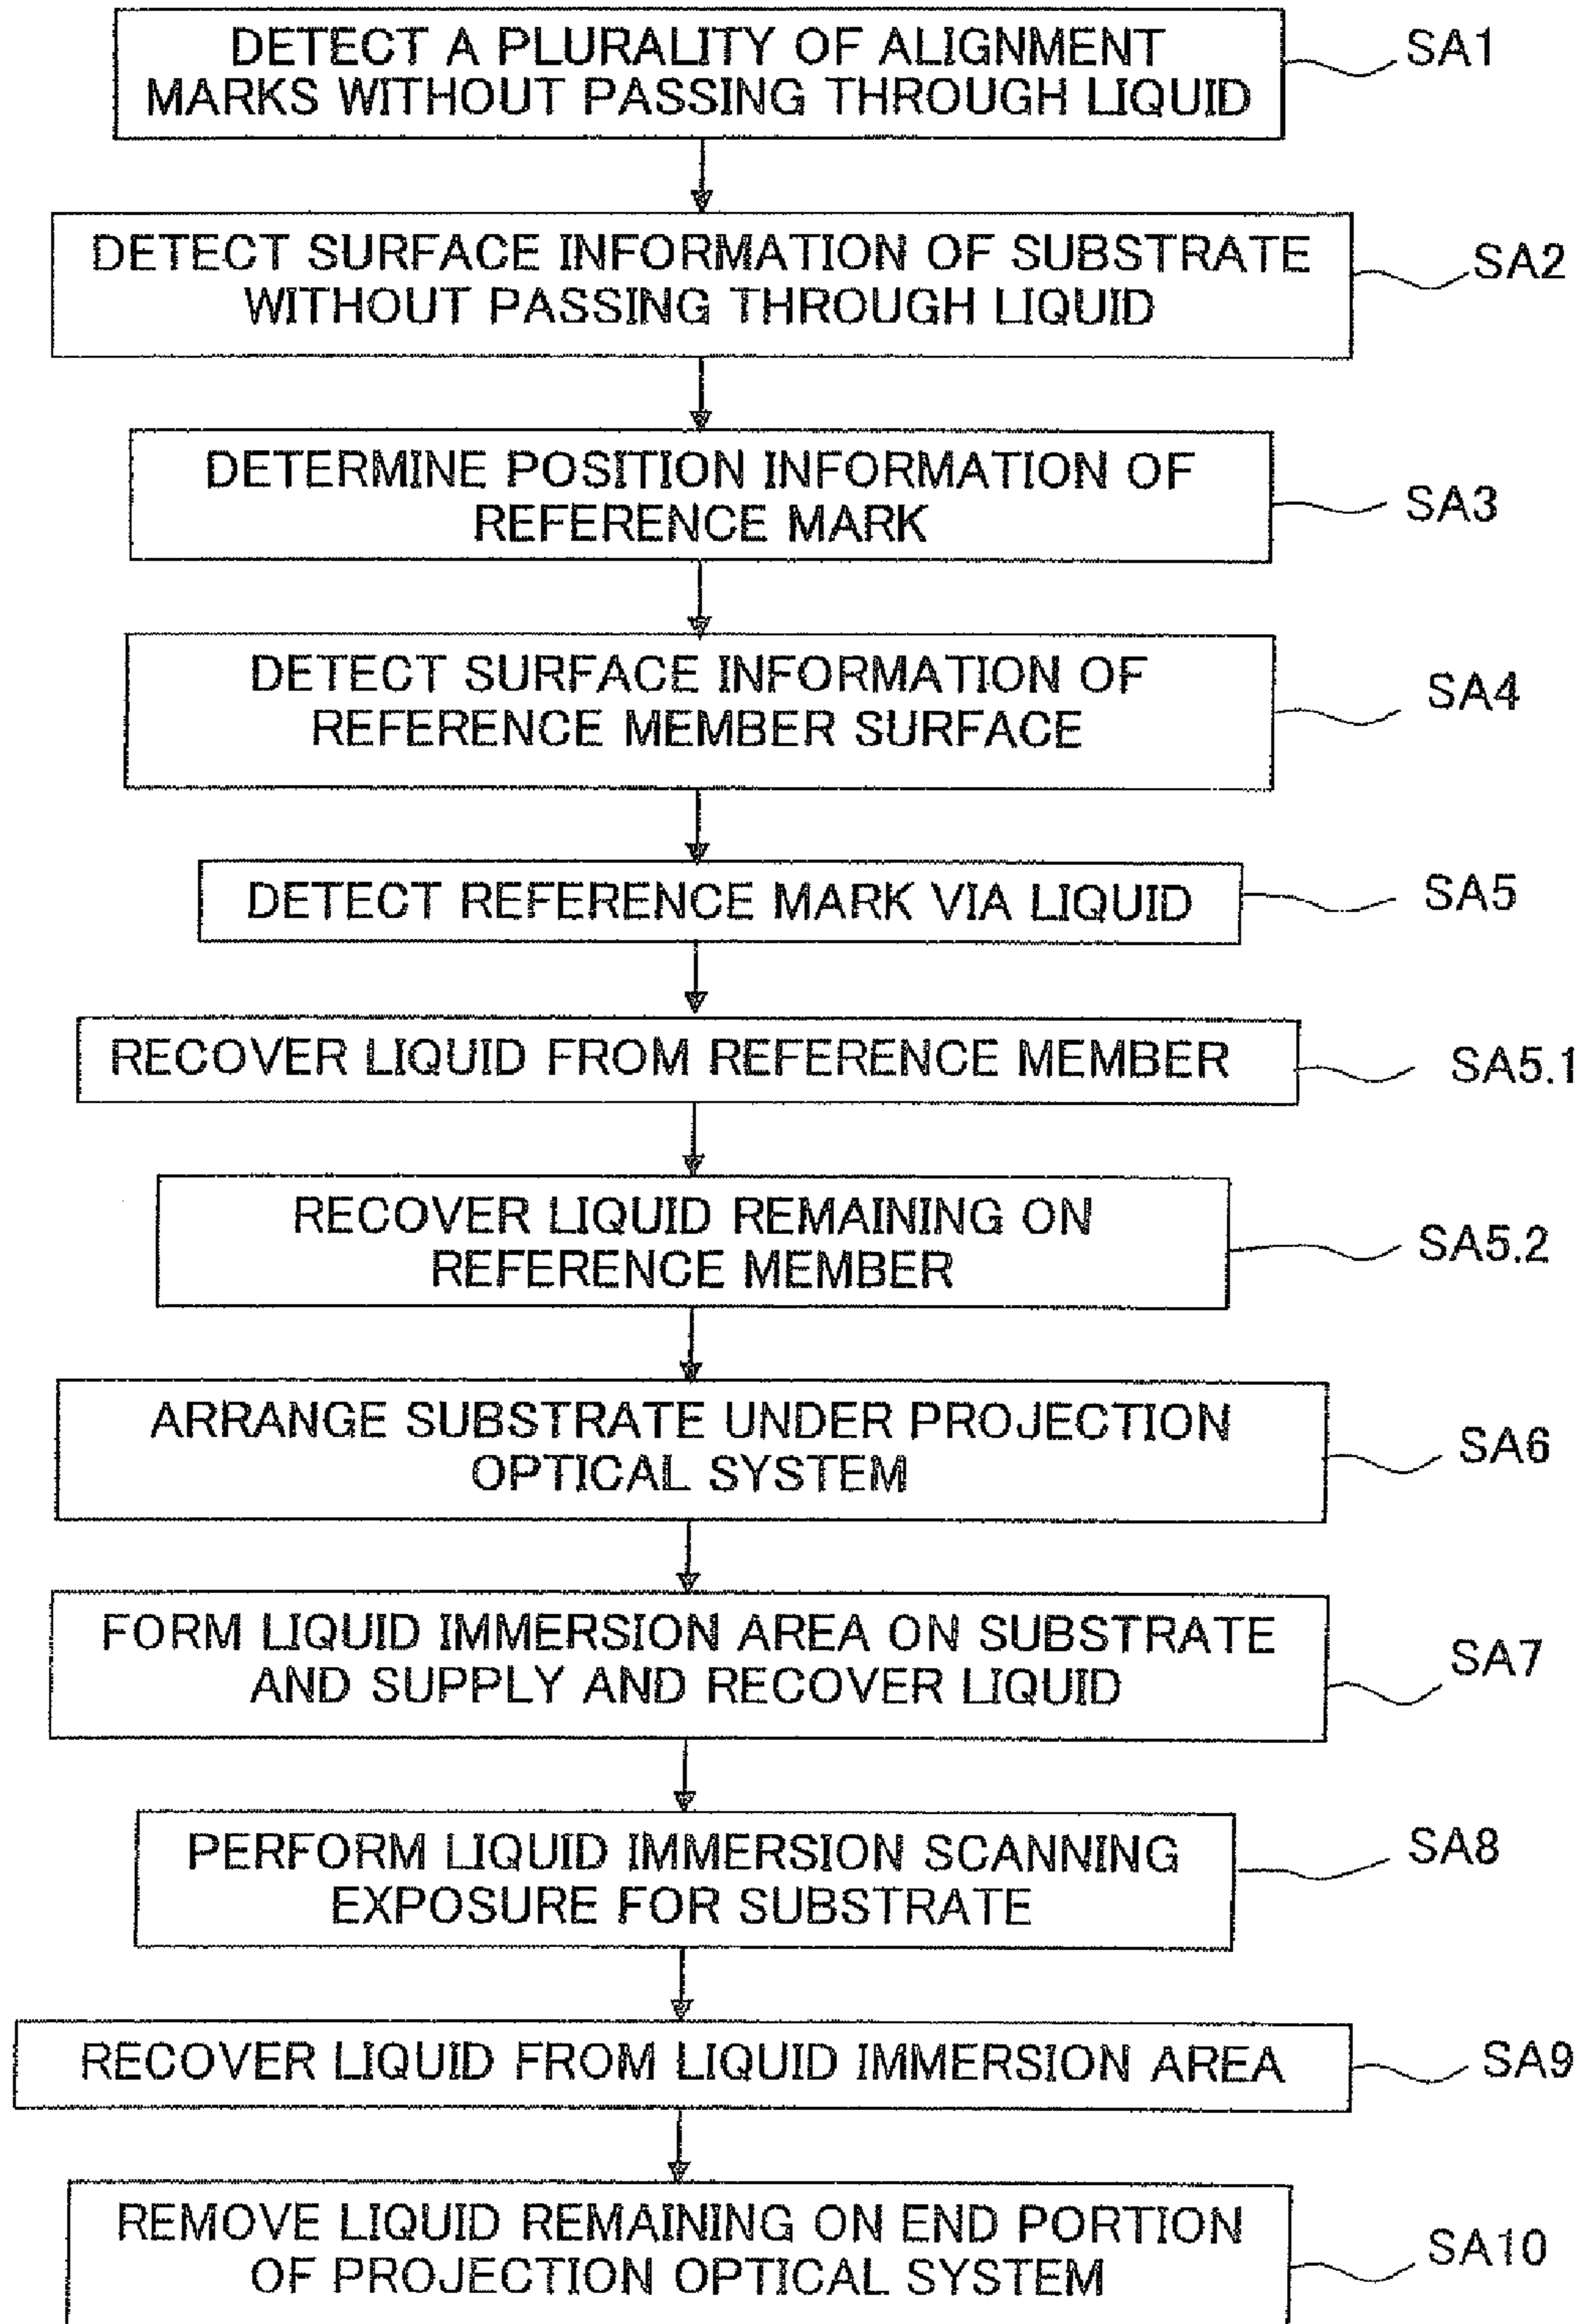 DETECT A PLURALITY OF ALIGNMENT
MARKS WITHOUT PASSING THROUGH LIQUID
SA1
DETECT SURFACE INFORMATION OF SUBSTRATE
WITHOUT PASSING THROUGH LIQUID
SA2
DETERMINE POSITION INFORMATION OF
REFERENCE MARK
SA3
DETECT SURFACE INFORMATION OF
REFERENCE MEMBER SURFACE
SA4
DETECT REFERENCE MARK VIA LIQUID
SA5
RECOVER LIQUID FROM REFERENCE MEMBER
SA5.1
RECOVER LIQUID REMAINING ON
REFERENCE MEMBER
SA5.2
ARRANGE SUBSTRATE UNDER PROJECTION
OPTICAL SYSTEM
SA6
FORM LIQUID IMMERSION AREA ON SUBSTRATE
AND SUPPLY AND RECOVER LIQUID
SA7
PERFORM LIQUID IMMERSION SCANNING
EXPOSURE FOR SUBSTRATE
SA8
RECOVER LIQUID FROM LIQUID IMMERSION AREA
SA9
REMOVE LIQUID REMAINING ON END PORTION
OF PROJECTION OPTICAL SYSTEM
SA10